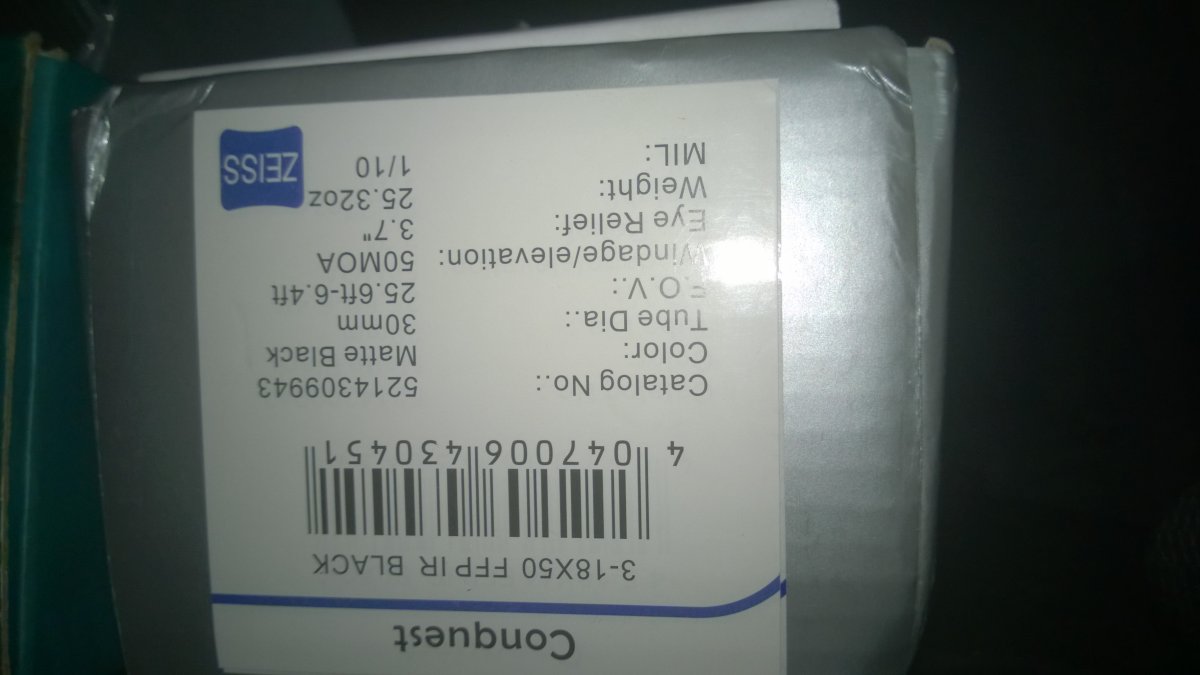 Conquest
3-18X50 FFP IR BLACK
4 047006 430451
Catalog No.: 5214309943
Color: Matte Black
Tube Dia.: 30mm
F.O.V.: 25.6ft-6.4ft
Windage/elevation: 50MOA
Eye Relief: 3.7"
Weight: 25.32oz
MIL: 1/10
ZEISS